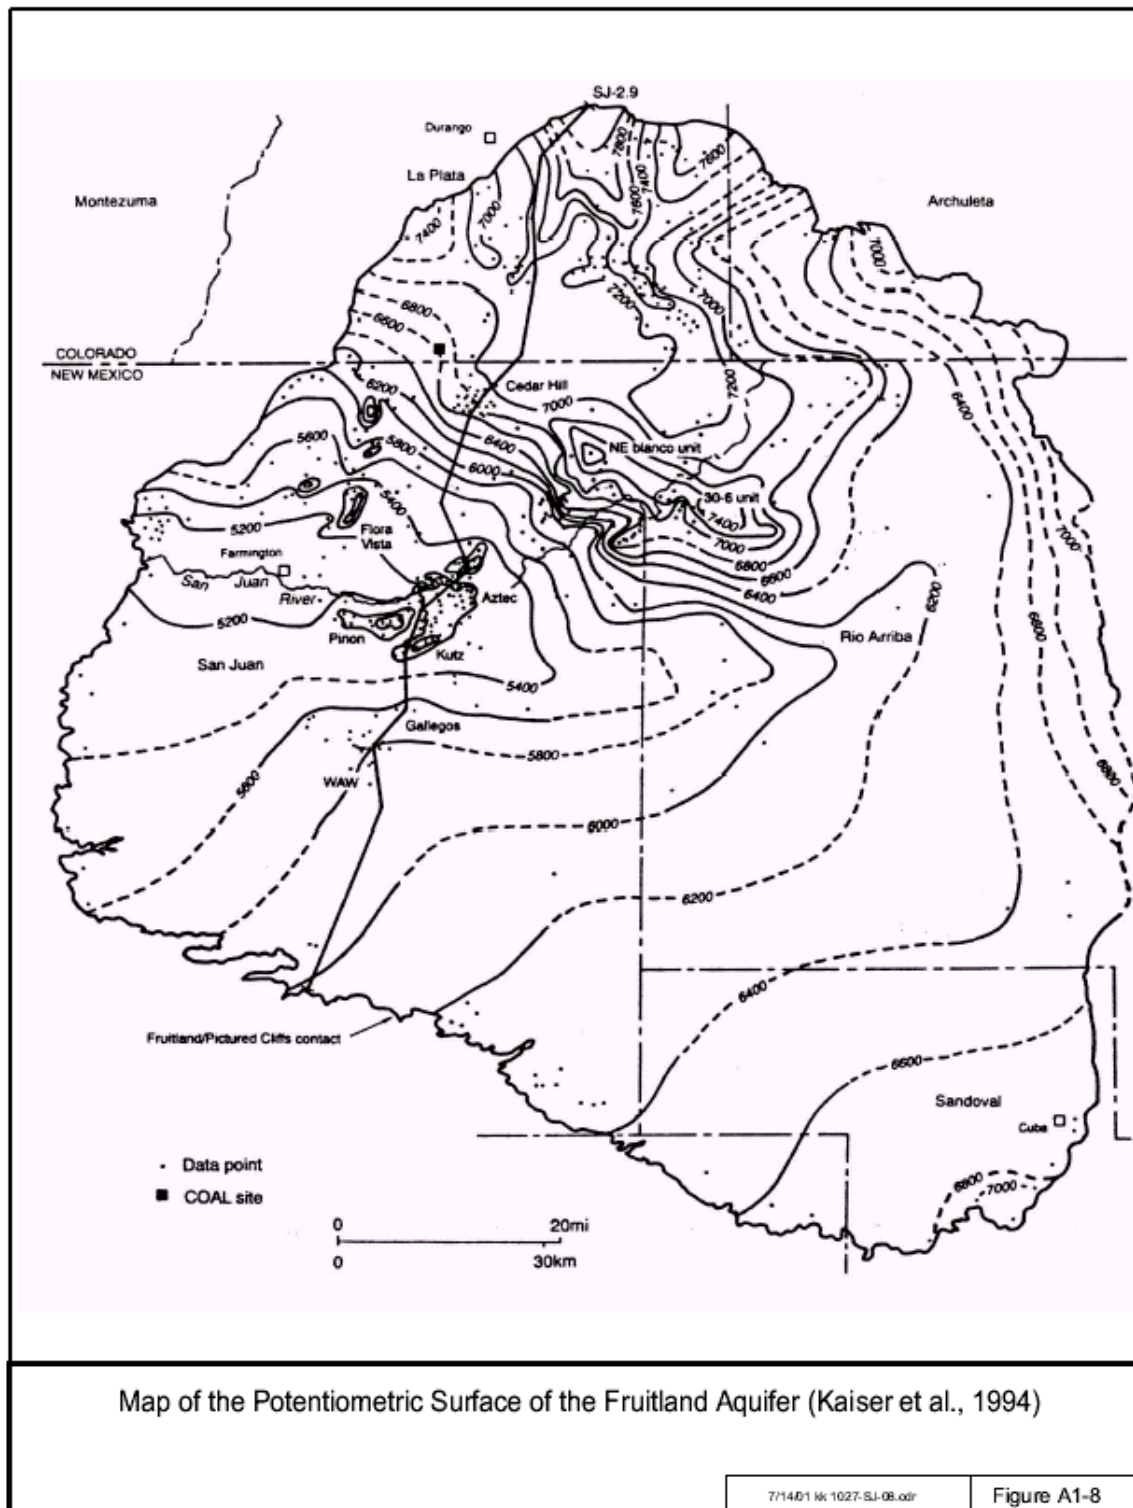 SJ-2.9
Durango
La Plata
Montezuma
Archuleta
7800
7600
7400
7600
7000
7400
7000
7200
7000
6800
6600
COLORADO
NEW MEXICO
Cedar Hill
6200
7000
7200
6400
5600
5800
6400
6000
NE blanco unit
30-6 unit
7400
7000
7000
5400
5200
Flora
Vista
Farmington
San Juan
River
6800
6600
6400
6200
Aztec
5200
Pinon
Kutz
Rio Arriba
6800
San Juan
5400
Gallegos
5800
6800
WAW
5600
6000
6200
6400
Fruitland/Pictured Cliffs contact
6600
Sandoval
Cuba
Data point
COAL site
6800
7000
0 20mi
0 30km
Map of the Potentiometric Surface of the Fruitland Aquifer (Kaiser et al., 1994)
7/14/01 kk 1027-SJ-08.cdr
Figure A1-8